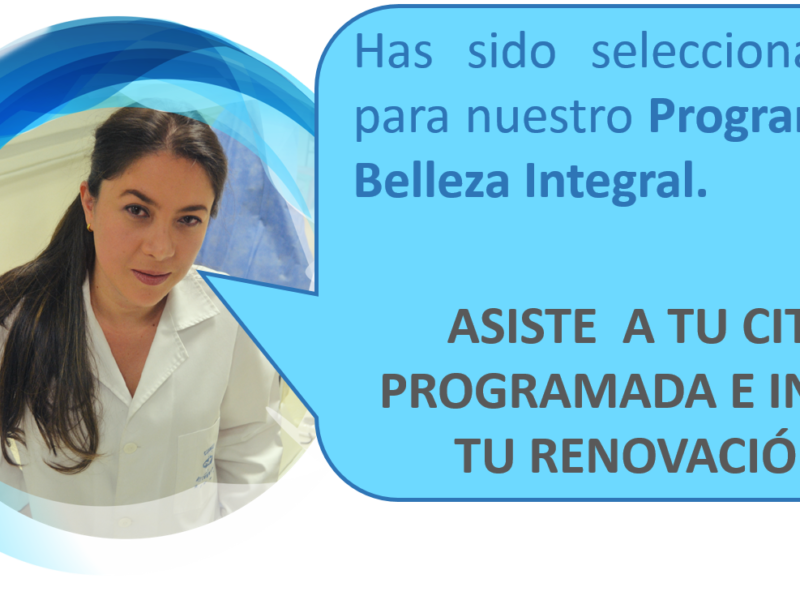 Has sido selecciona
para nuestro Progra
Belleza Integral.
ASISTE A TU CIT
PROGRAMADA E IN
TU RENOVACIÓ